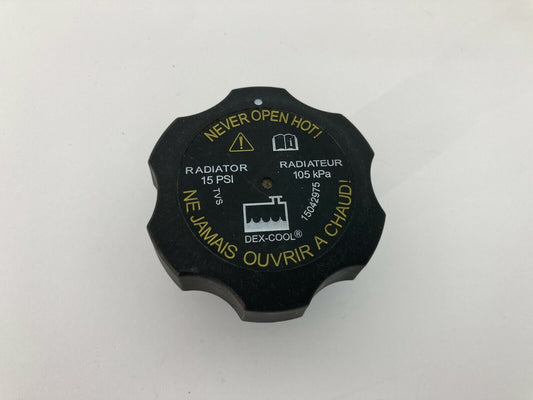 NEVER OPEN HOT!
RADIATOR
15 PSI
RADIATEUR
105 kPa
TVS
15042975
DEX-COOL®
NE JAMAIS OUVRIR A CHAUD!